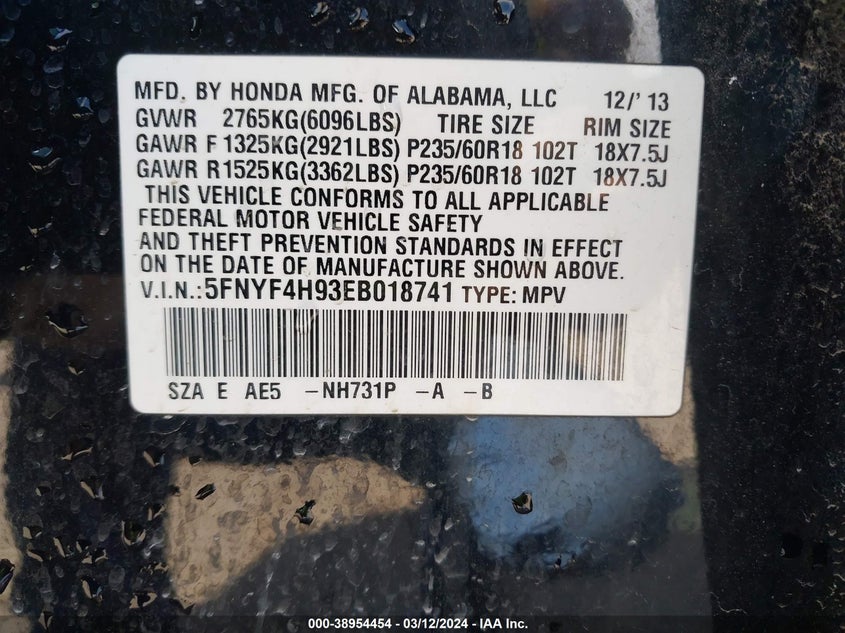 MFD. BY HONDA MFG. OF ALABAMA, LLC 12/' 13
GVWR 2765KG(6096LBS) TIRE SIZE RIM SIZE
GAWR F 1325KG(2921LBS) P235/60R18 102T 18X7.5J
GAWR R1525KG(3362LBS) P235/60R18 102T 18X7.5J
THIS VEHICLE CONFORMS TO ALL APPLICABLE
FEDERAL MOTOR VEHICLE SAFETY
AND THEFT PREVENTION STANDARDS IN EFFECT
ON THE DATE OF MANUFACTURE SHOWN ABOVE.
V.I.N.:5FNYF4H93EB018741 TYPE: MPV
SZA E AE5 -NH731P -A -B
000-38954454 - 03/12/2024 - IAA Inc.